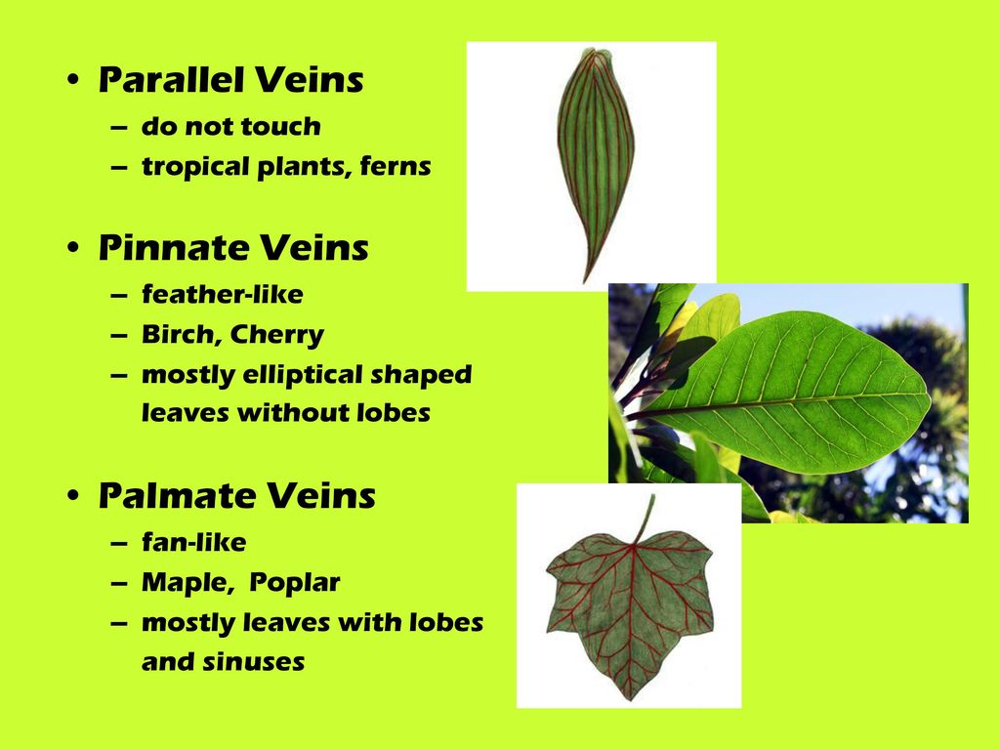 • Parallel Veins
– do not touch
– tropical plants, ferns
• Pinnate Veins
– feather-like
– Birch, Cherry
– mostly elliptical shaped
leaves without lobes
• Palmate Veins
– fan-like
– Maple,  Poplar
– mostly leaves with lobes
and sinuses